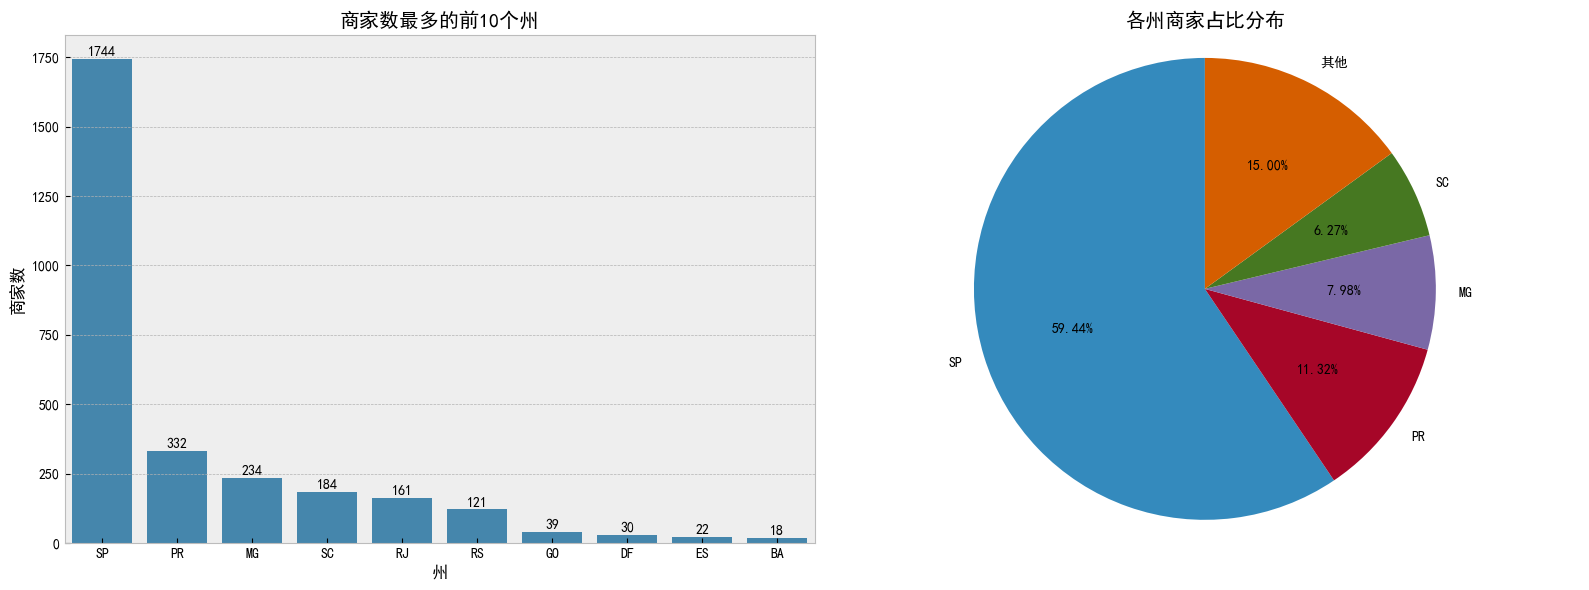 商家数最多的前10个州
商家数
1750
1500
1250
1000
750
500
250
0
1744
332
234
184
161
121
39
30
22
18
SP
PR
MG
SC
RJ
RS
GO
DF
ES
BA
州
各州商家占比分布
其他
15.00%
SC
6.27%
MG
7.98%
PR
11.32%
SP
59.44%